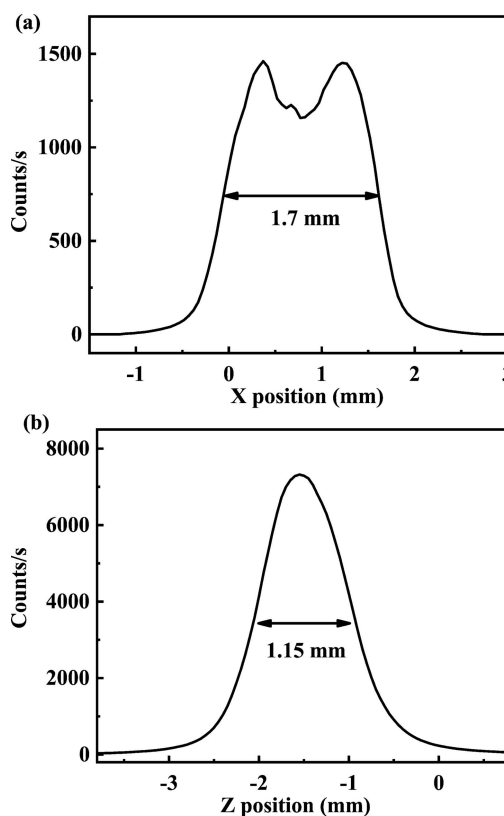 (a)
1500
1000
500
0
Counts/s
1.7 mm
-1 0 1 2 3
X position (mm)
(b)
8000
6000
4000
2000
0
Counts/s
1.15 mm
-3 -2 -1 0
Z position (mm)